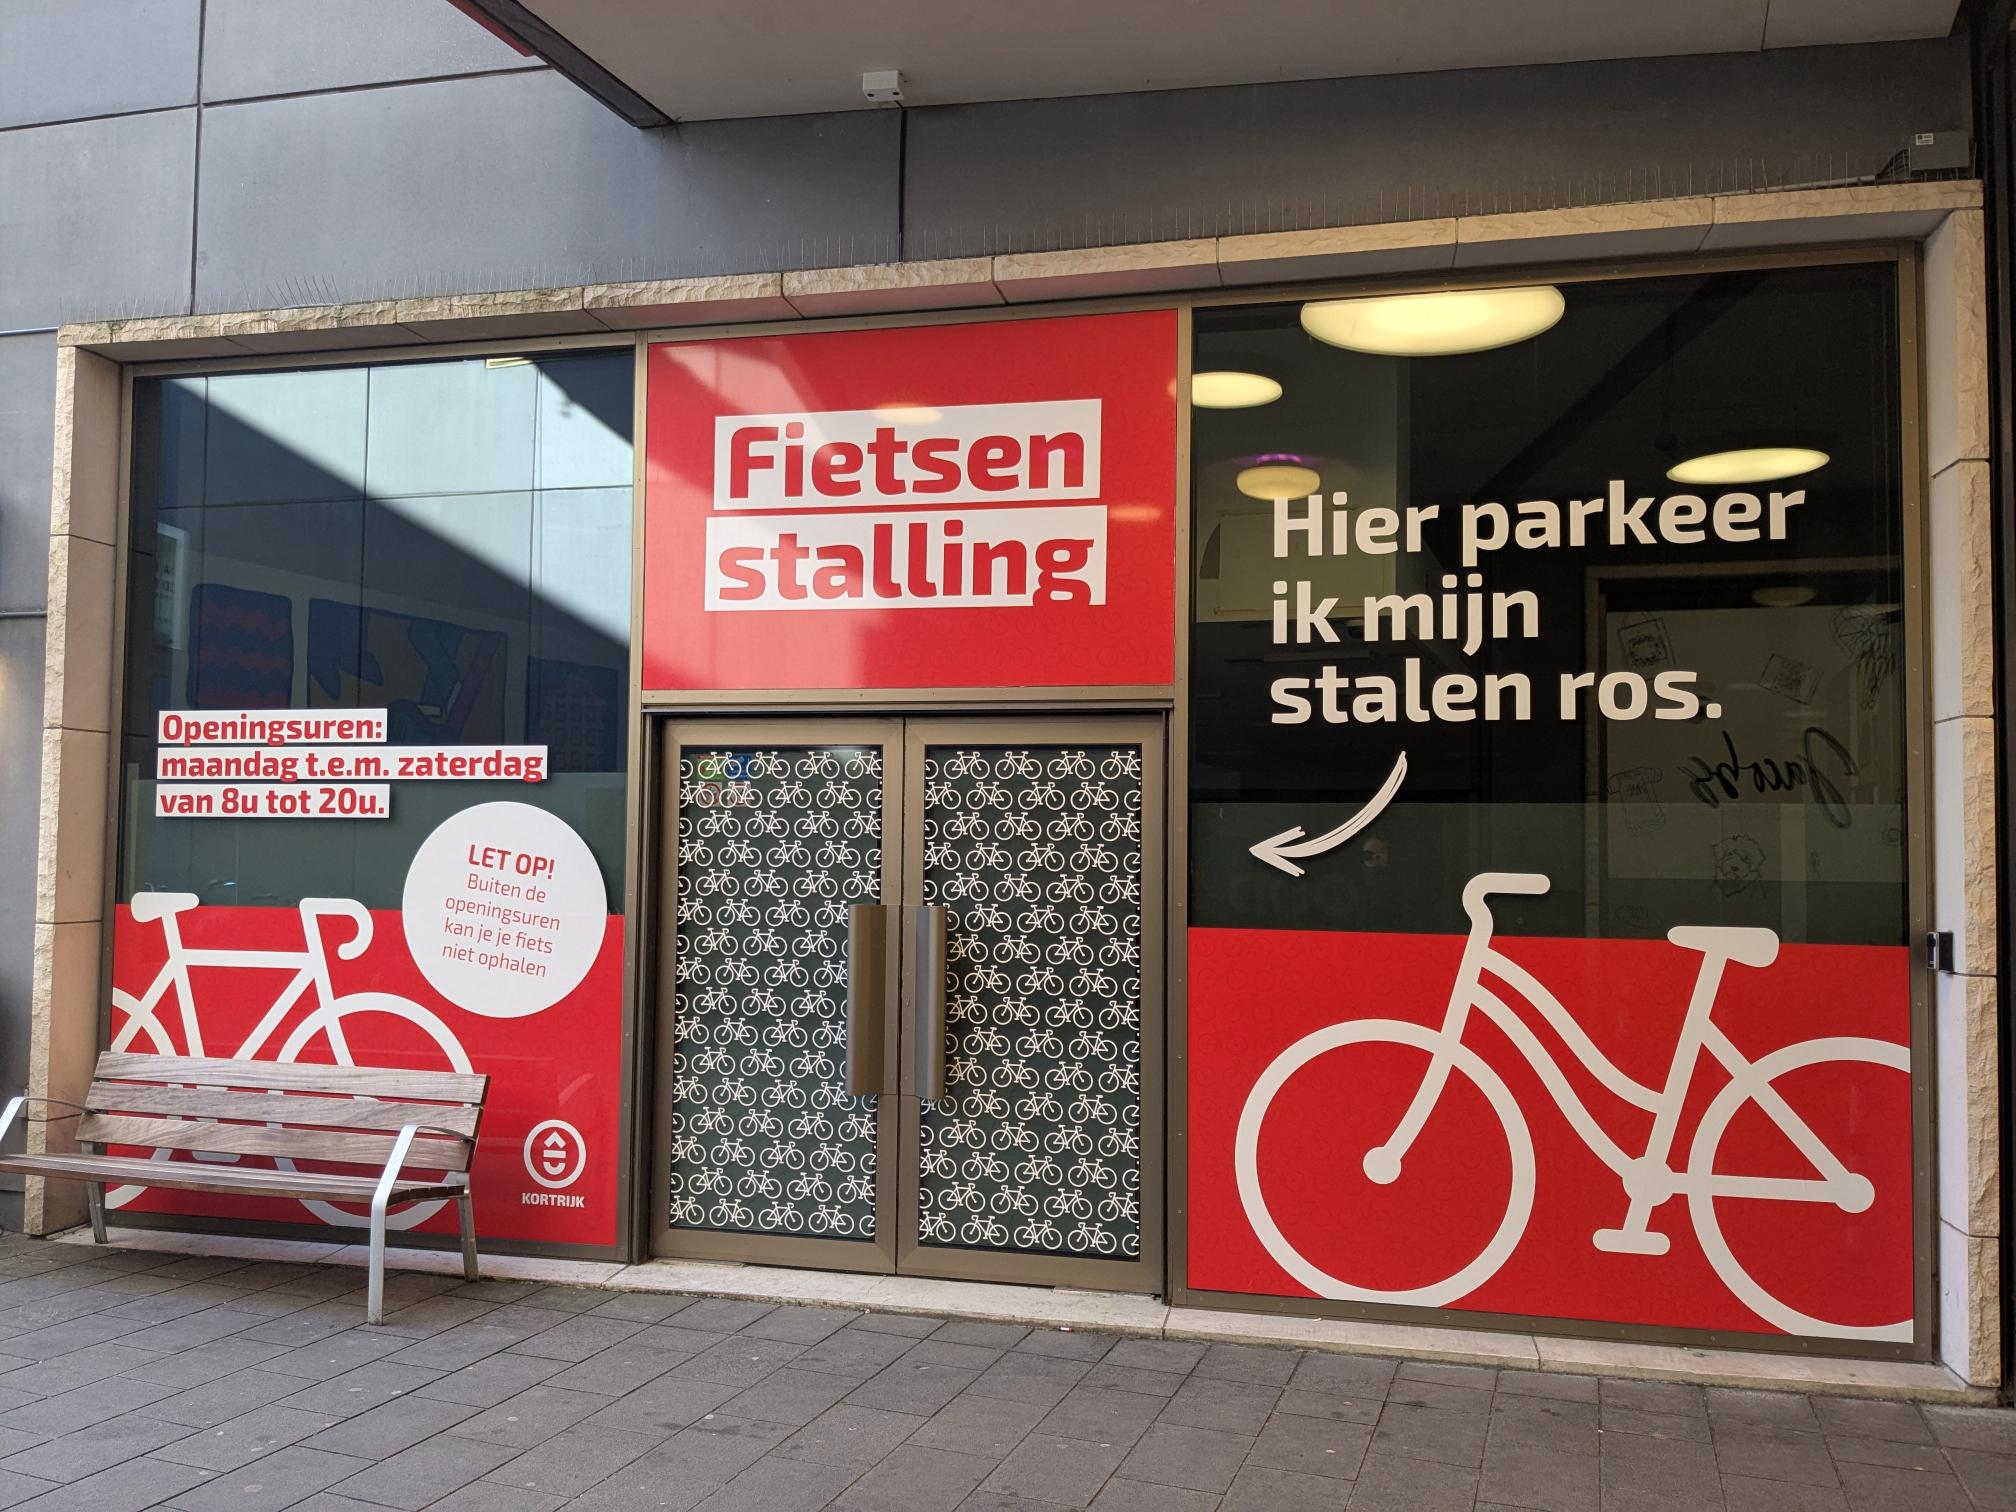 Fietsen
stalling
Openingsuren:
maandag t.e.m. zaterdag
van 8u tot 20u.
LET OP!
Buiten de
openingsuren
kan je je fiets
niet ophalen
KORTRIJK
Hier parkeer
ik mijn
stalen ros.
Jacobs